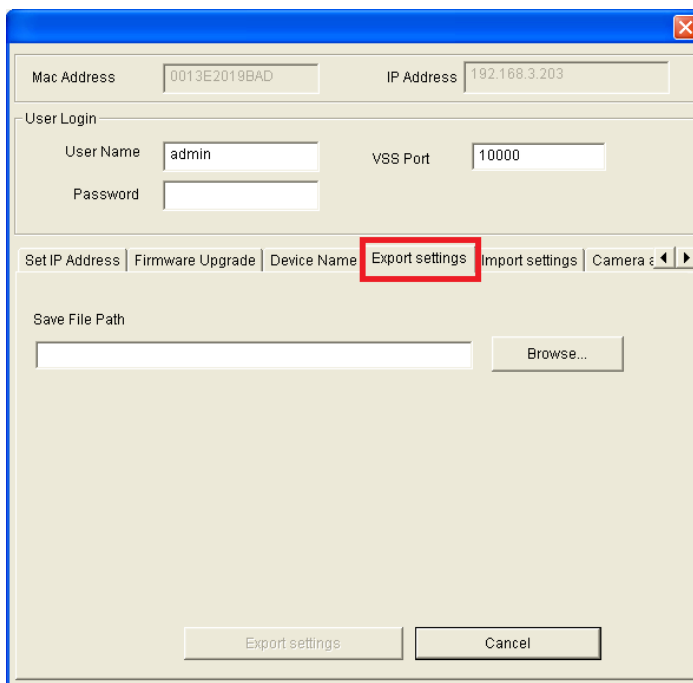 Mac Address 0013E2019BAD IP Address 192.168.3.203
User Login
User Name admin VSS Port 10000
Password
Set IP Address Firmware Upgrade Device Name Export settings Import settings Camera a
Save File Path
Browse...
Export settings Cancel